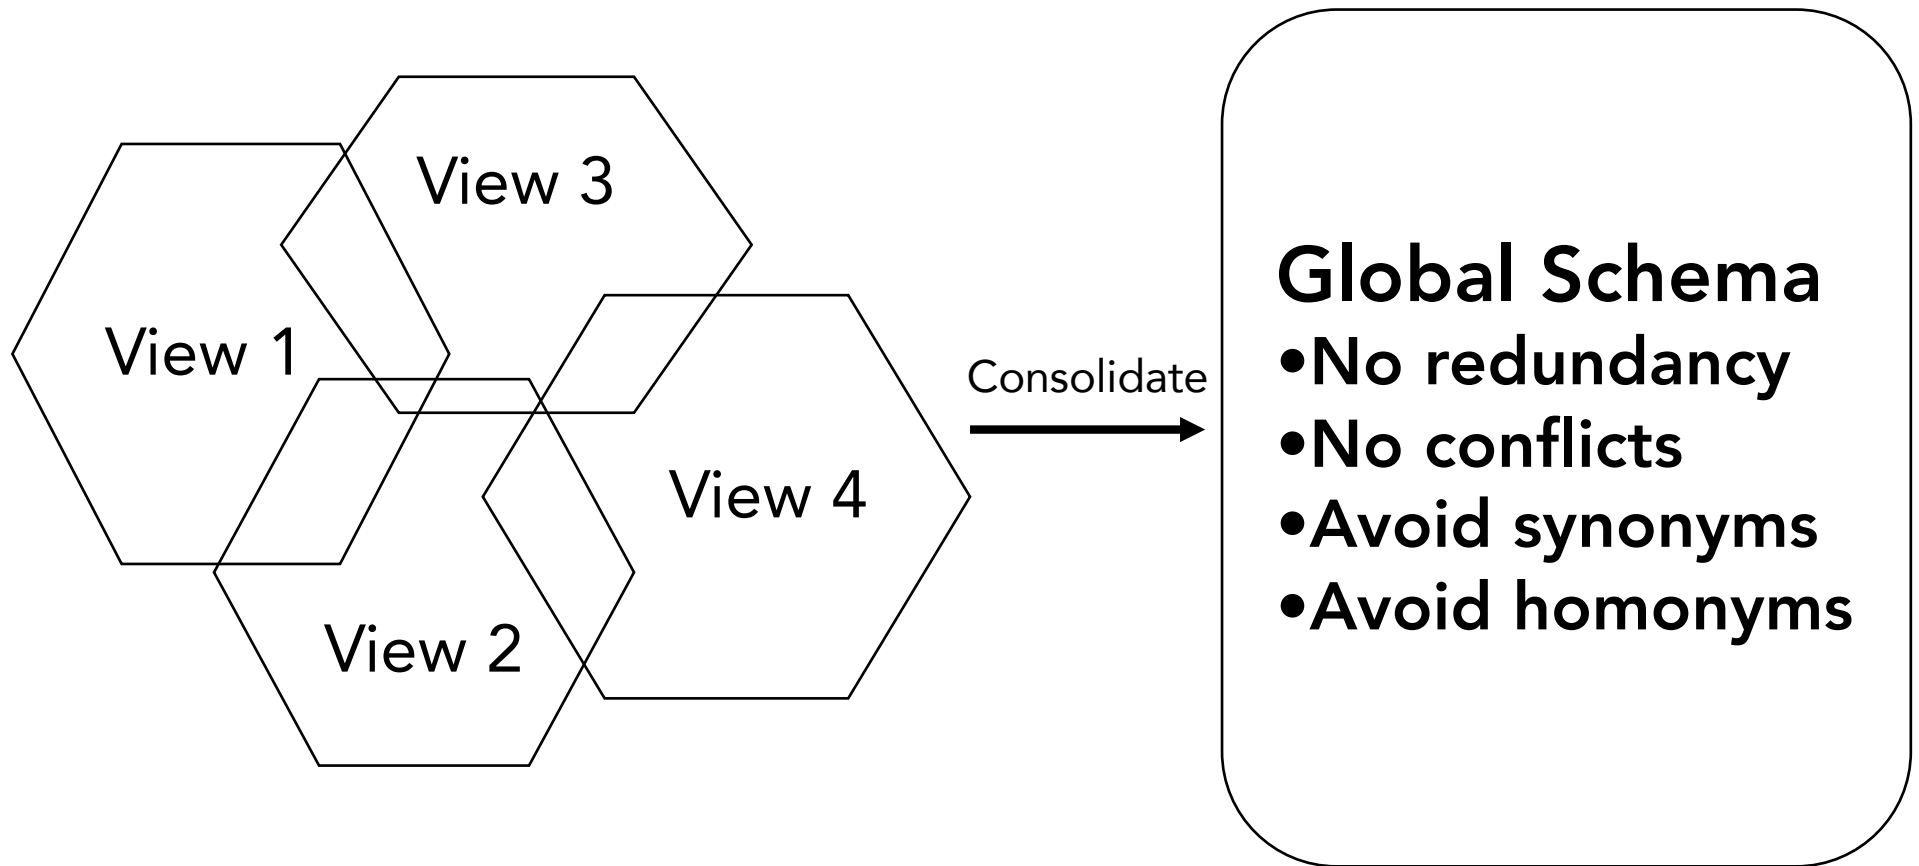 View 3
View 1
View 4
View 2
Consolidate
Global Schema
•No redundancy
•No conflicts
•Avoid synonyms
•Avoid homonyms